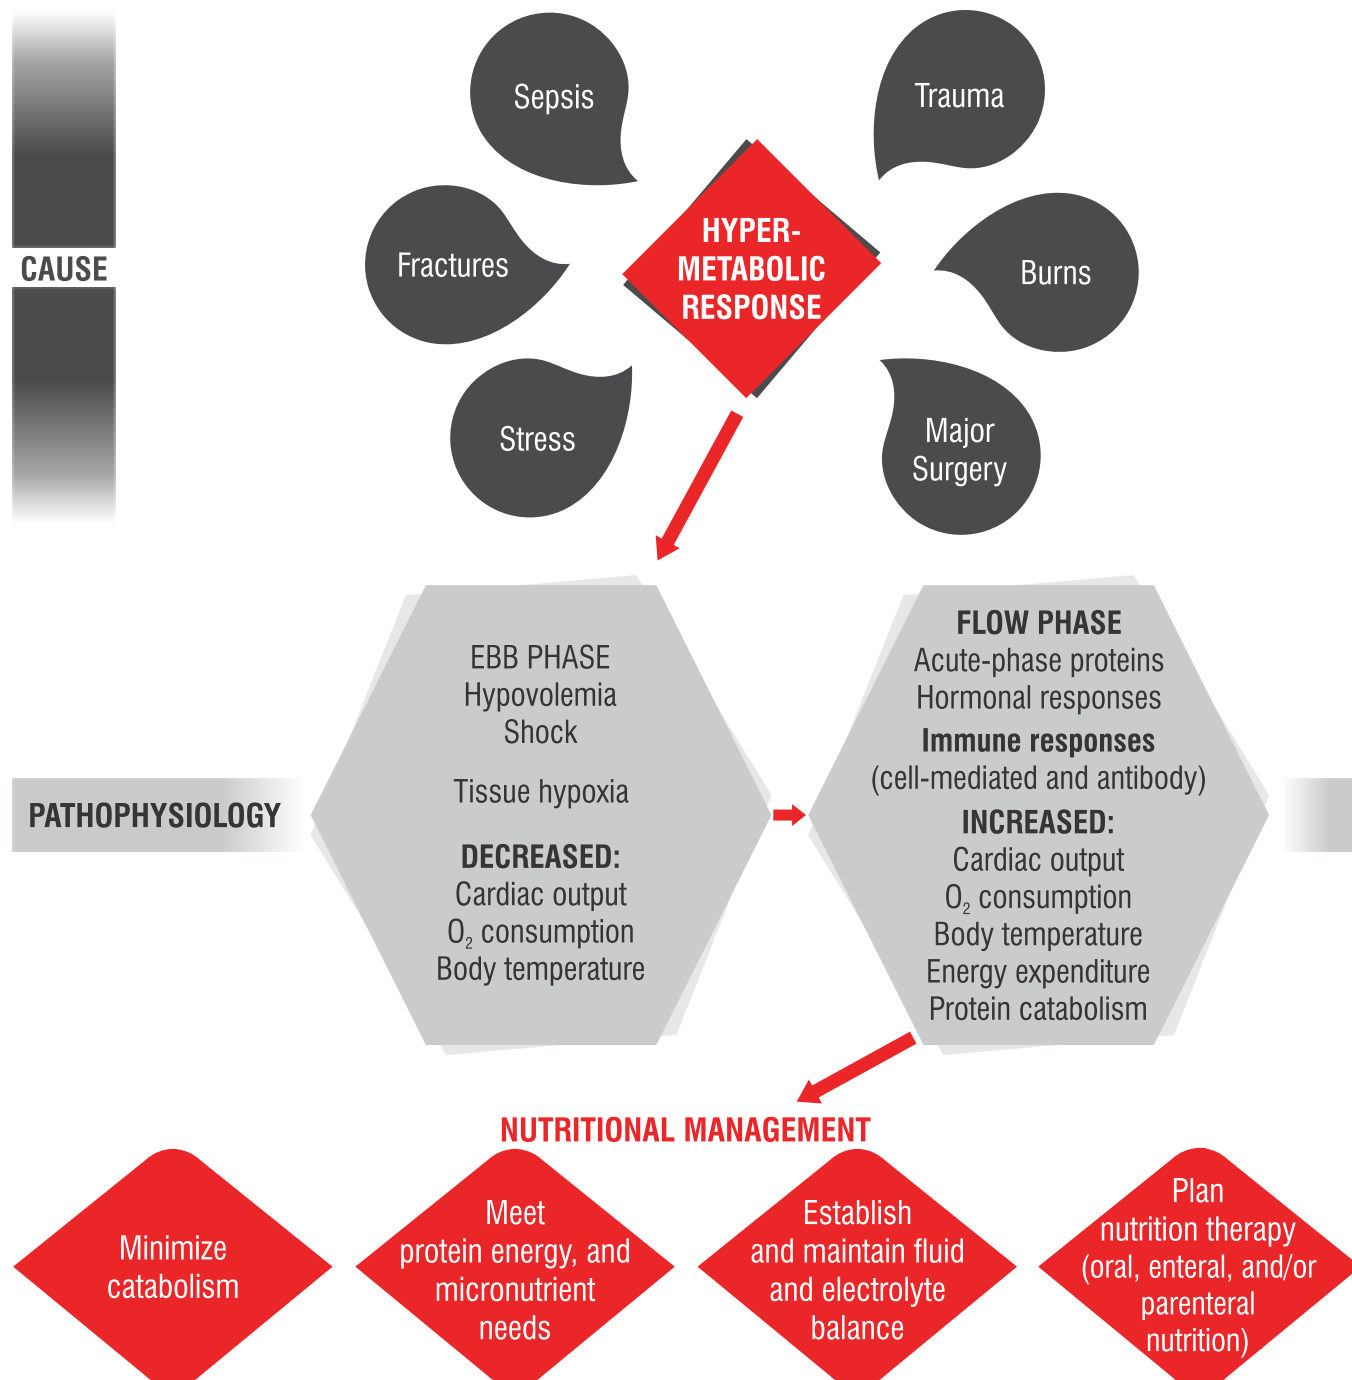 Sepsis
Trauma
HYPER-
METABOLIC
RESPONSE
CAUSE
Fractures
Burns
Stress
Major
Surgery
PATHOPHYSIOLOGY
EBB PHASE
Hypovolemia
Shock
Tissue hypoxia
DECREASED:
Cardiac output
O₂ consumption
Body temperature
FLOW PHASE
Acute-phase proteins
Hormonal responses
Immune responses
(cell-mediated and antibody)
INCREASED:
Cardiac output
O₂ consumption
Body temperature
Energy expenditure
Protein catabolism
NUTRITIONAL MANAGEMENT
Minimize
catabolism
Meet
protein energy, and
micronutrient
needs
Establish
and maintain fluid
and electrolyte
balance
Plan
nutrition therapy
(oral, enteral, and/or
parenteral
nutrition)